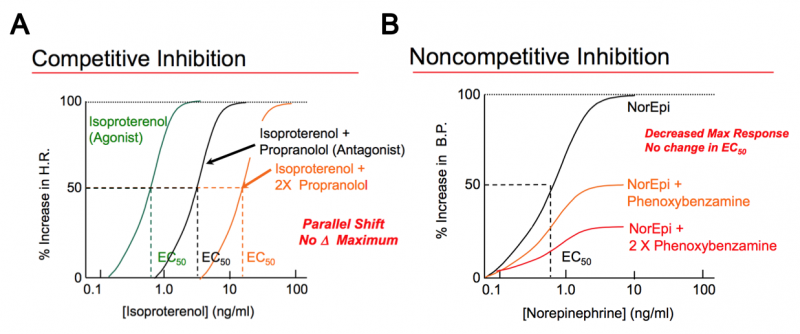 A
Competitive Inhibition
% Increase in H.R.
100
50
0
Isoproterenol
(Agonist)
Isoproterenol +
Propranolol (Antagonist)
Isoproterenol +
2X Propranolol
Parallel Shift
No Δ Maximum
EC50
EC50
EC50
0.1
1.0
10
100
[Isoproterenol] (ng/ml)
B
Noncompetitive Inhibition
% Increase in B.P.
100
50
0
NorEpi
Decreased Max Response
No change in EC50
NorEpi +
Phenoxybenzamine
NorEpi +
2 X Phenoxybenzamine
EC50
0.1
1.0
10
100
[Norepinephrine] (ng/ml)